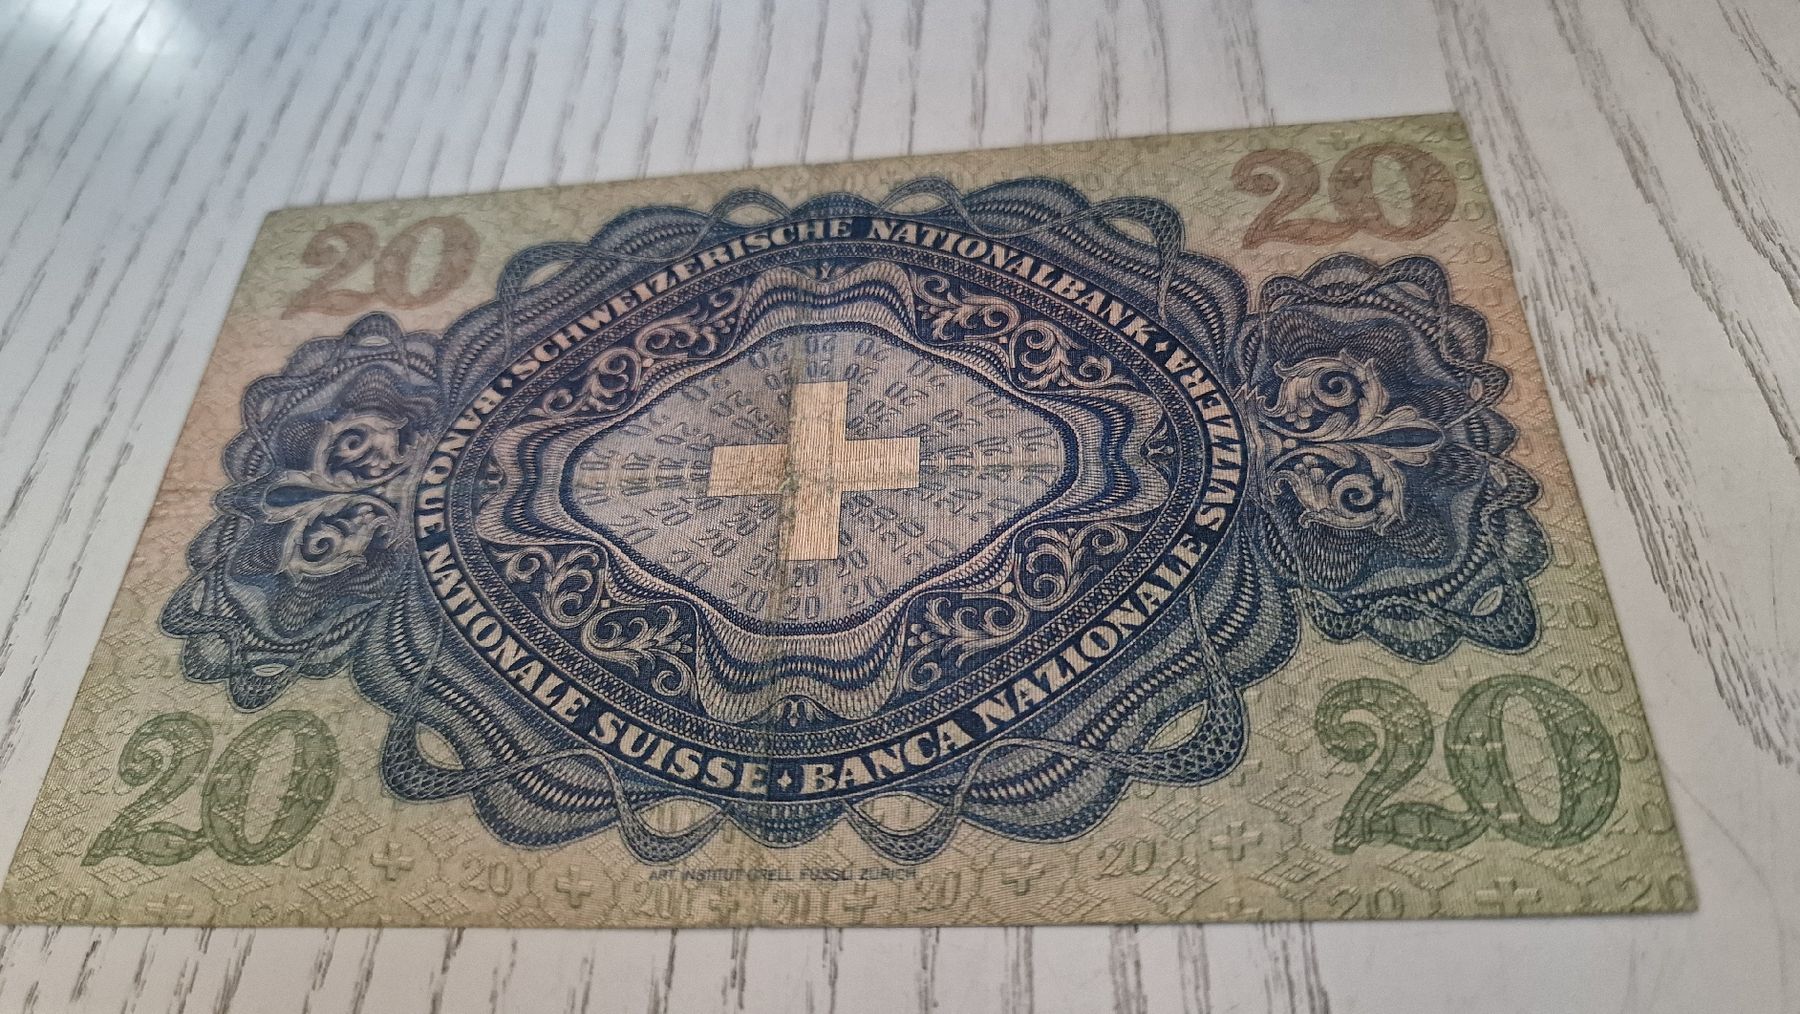 20 20
SCHWEIZERISCHE NATIONALBANK
BANQUE NATIONALE SUISSE
BANCA NAZIONALE SVIZZERA
20 20
ART. INSTITUT ORELL FÜSSLI ZÜRICH